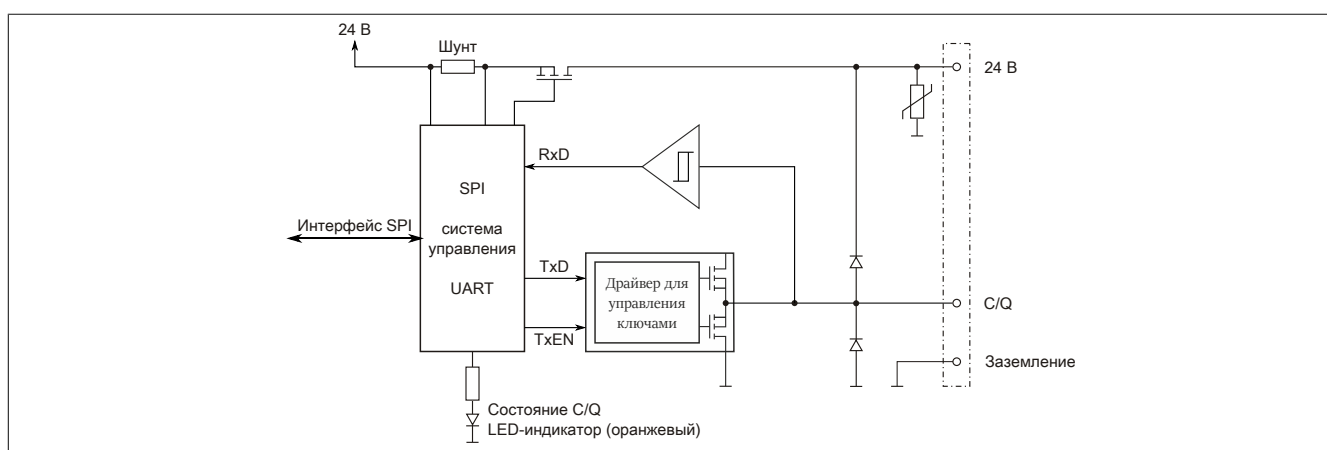 24 В
Шунт
24 В
RxD
SPI
Интерфейс SPI
система
управления
TxD
Драйвер для
управления
ключами
UART
C/Q
TxEN
Заземление
Состояние C/Q
LED-индикатор (оранжевый)